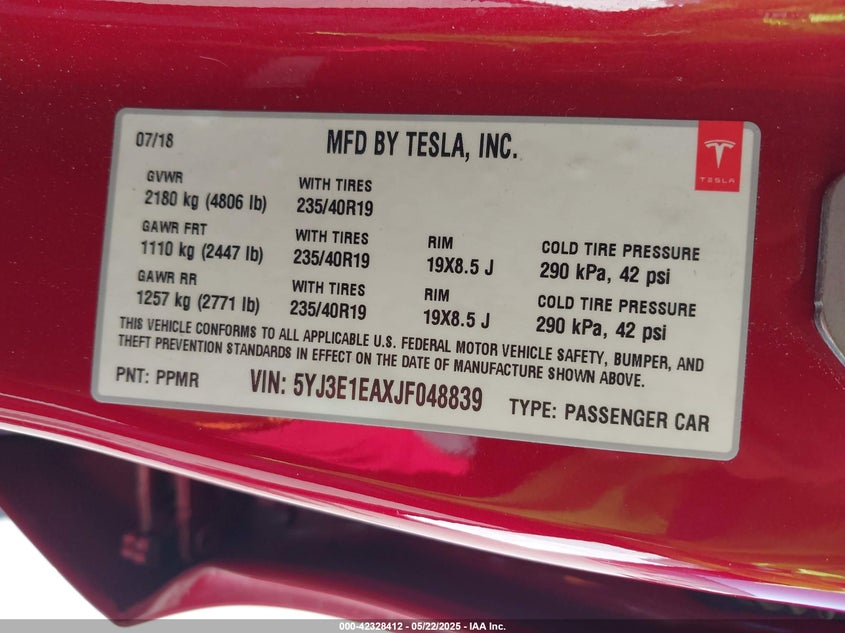 07/18
MFD BY TESLA, INC.
TESLA
GVWR
2180 kg (4806 lb)
WITH TIRES
235/40R19
GAWR FRT
1110 kg (2447 lb)
WITH TIRES
235/40R19
RIM
19X8.5 J
COLD TIRE PRESSURE
290 kPa, 42 psi
GAWR RR
1257 kg (2771 lb)
WITH TIRES
235/40R19
RIM
19X8.5 J
COLD TIRE PRESSURE
290 kPa, 42 psi
THIS VEHICLE CONFORMS TO ALL APPLICABLE U.S. FEDERAL MOTOR VEHICLE SAFETY, BUMPER, AND
THEFT PREVENTION STANDARDS IN EFFECT ON THE DATE OF MANUFACTURE SHOWN ABOVE.
PNT: PPMR
VIN: 5YJ3E1EAXJF048839
TYPE: PASSENGER CAR
000-42328412 - 05/22/2025 - IAA Inc.